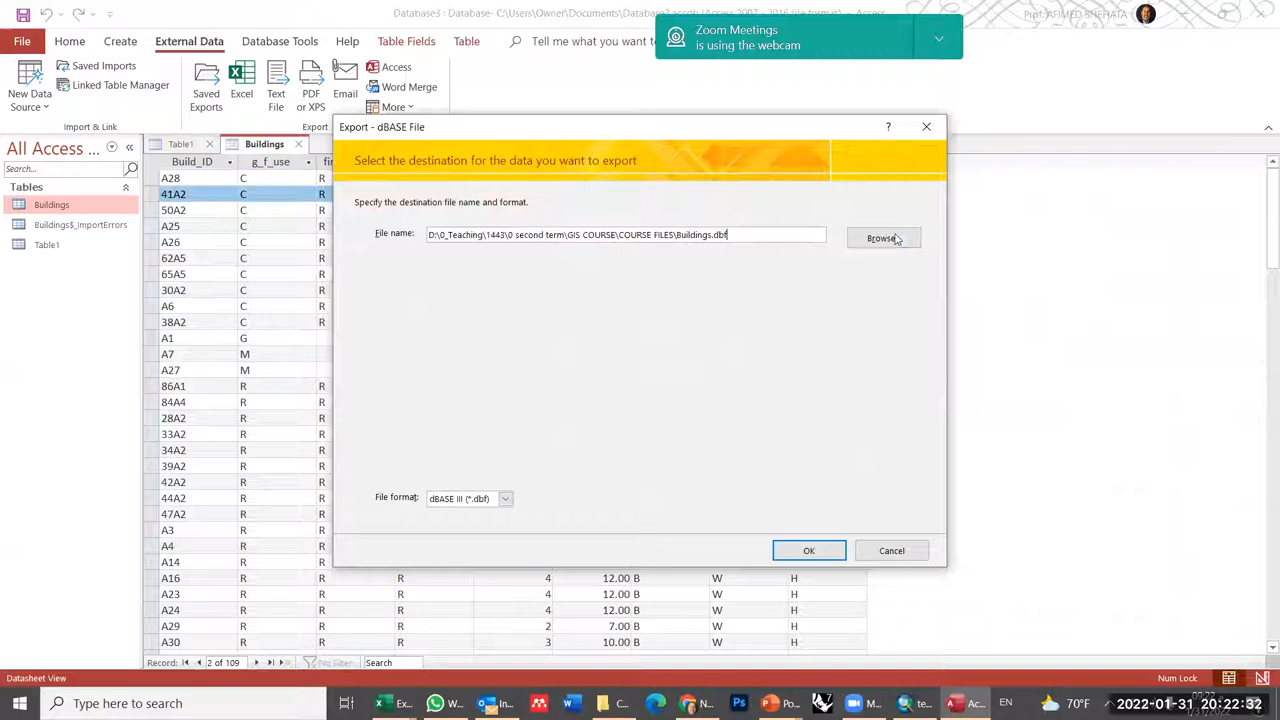 Database3 : Database- C:\Users\Owner\Documents\Database3.accdb (Access 2007 - 2016 file format) - Access
Prof. AHMED SHEHATA
Zoom Meetings
is using the webcam
File Home Create External Data Database Tools Help Table Fields Table Tell me what you want to
New Data Source
Saved Imports
Linked Table Manager
Saved Exports
Excel
Text File
PDF or XPS
Email
Access
Word Merge
More
Import & Link
Export
All Access ...
Search...
Tables
Buildings
Buildings$_ImportErrors
Table1
Table1 Buildings
Build_ID g_f_use
A28 C
41A2 C R
50A2 C R
A25 C R
A26 C R
62A5 C R
65A5 C R
30A2 C R
A6 C R
38A2 C R
A1 G
A7 M
A27 M
86A1 R R
84A4 R R
28A2 R R
33A2 R R
34A2 R R
39A2 R R
42A2 R R
44A2 R R
47A2 R R
A3 R R
A4 R R
A14 R R
A16 R R R 4 12.00 B W H
A23 R R R 4 12.00 B W H
A24 R R R 4 12.00 B W H
A29 R R R 2 7.00 B W H
A30 R R R 3 10.00 B W H
Export - dBASE File
?
Select the destination for the data you want to export
Specify the destination file name and format.
File name: D:\0_Teaching\1443\0 second term\GIS COURSE\COURSE FILES\Buildings.dbf Browse
File format: dBASE III (*.dbf)
OK Cancel
Record: 2 of 109 No Filter Search
Datasheet View Num Lock
Type here to search Ex... W... In... W... C... N... Po... M... te... Ac... EN 70°F
2022-01-31 20:22:32